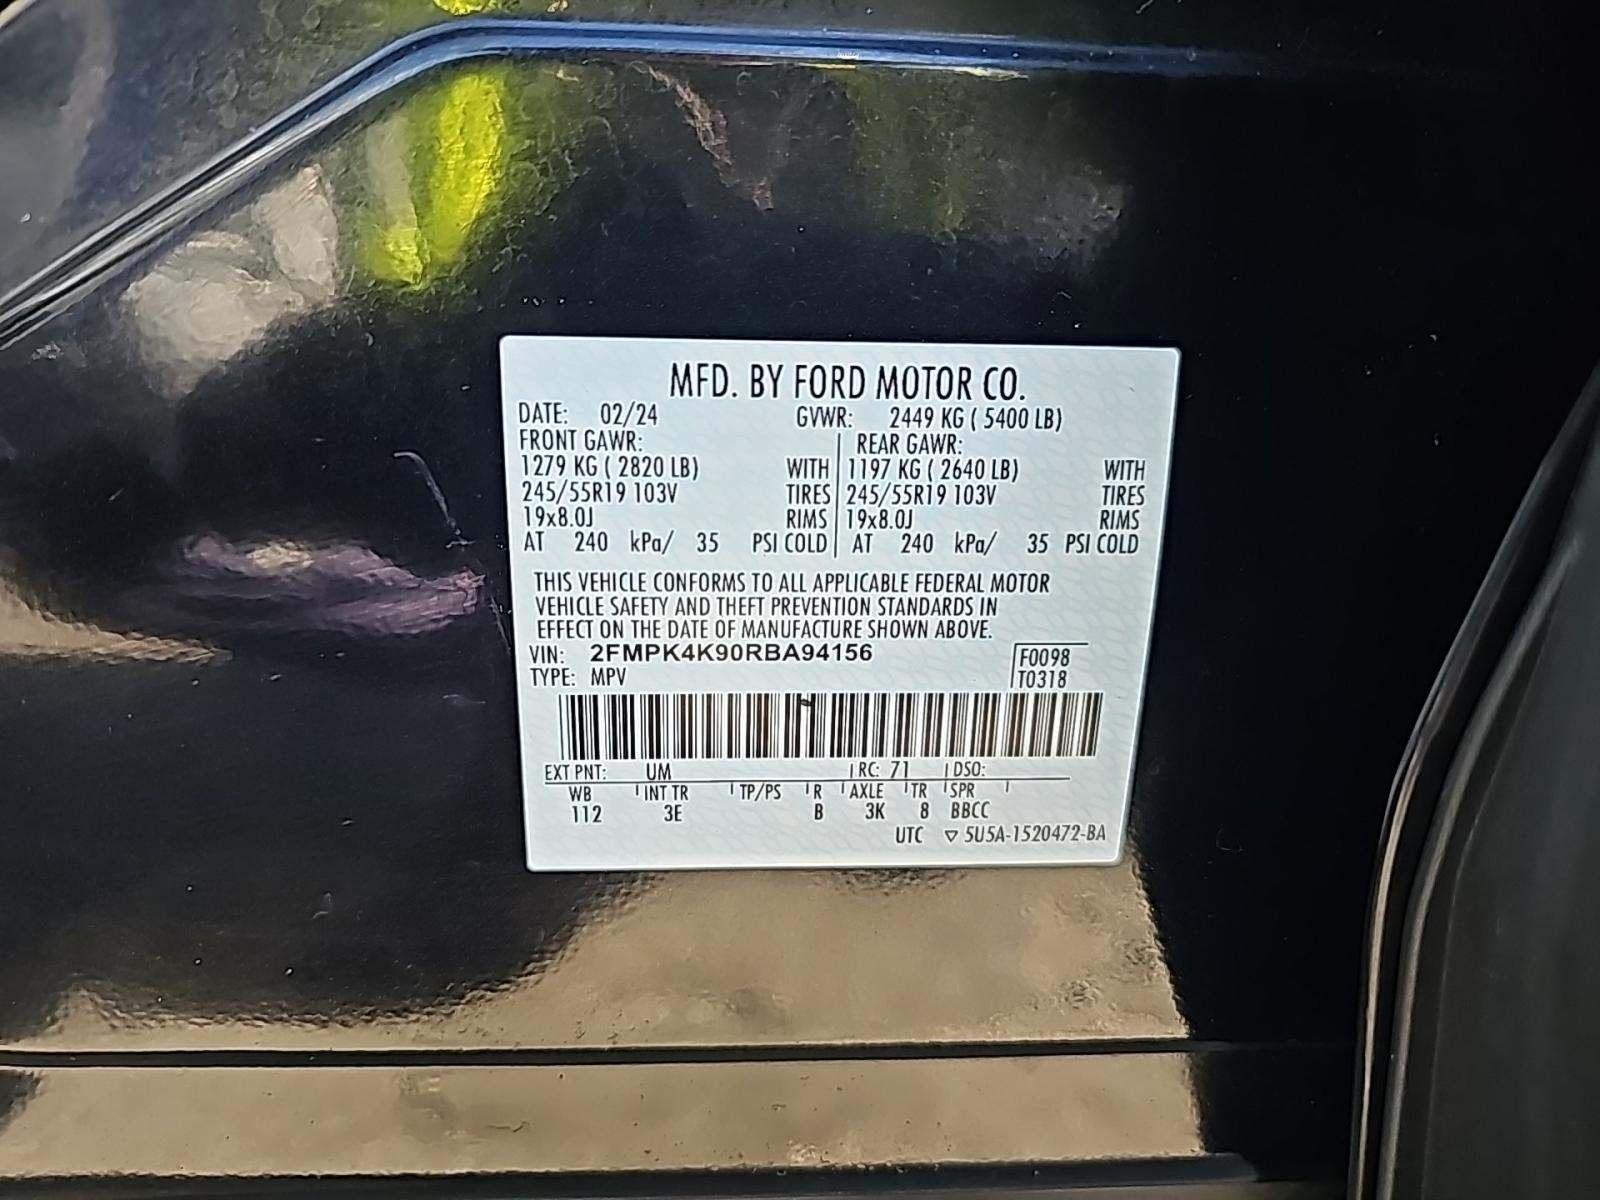 MFD. BY FORD MOTOR CO.
DATE: 02/24 GVWR: 2449 KG ( 5400 LB)
FRONT GAWR: REAR GAWR:
1279 KG ( 2820 LB) WITH 1197 KG ( 2640 LB) WITH
245/55R19 103V TIRES 245/55R19 103V TIRES
19x8.0J RIMS 19x8.0J RIMS
AT 240 kPa/ 35 PSI COLD AT 240 kPa/ 35 PSI COLD
THIS VEHICLE CONFORMS TO ALL APPLICABLE FEDERAL MOTOR
VEHICLE SAFETY AND THEFT PREVENTION STANDARDS IN
EFFECT ON THE DATE OF MANUFACTURE SHOWN ABOVE.
VIN: 2FMPK4K90RBA94156 F0098
TYPE: MPV T0318
EXT PNT: UM RC: 71 DSO:
WB INT TR TP/PS R AXLE TR SPR
112 3E B 3K 8 BBCC
UTC ▽ 5U5A-1520472-BA